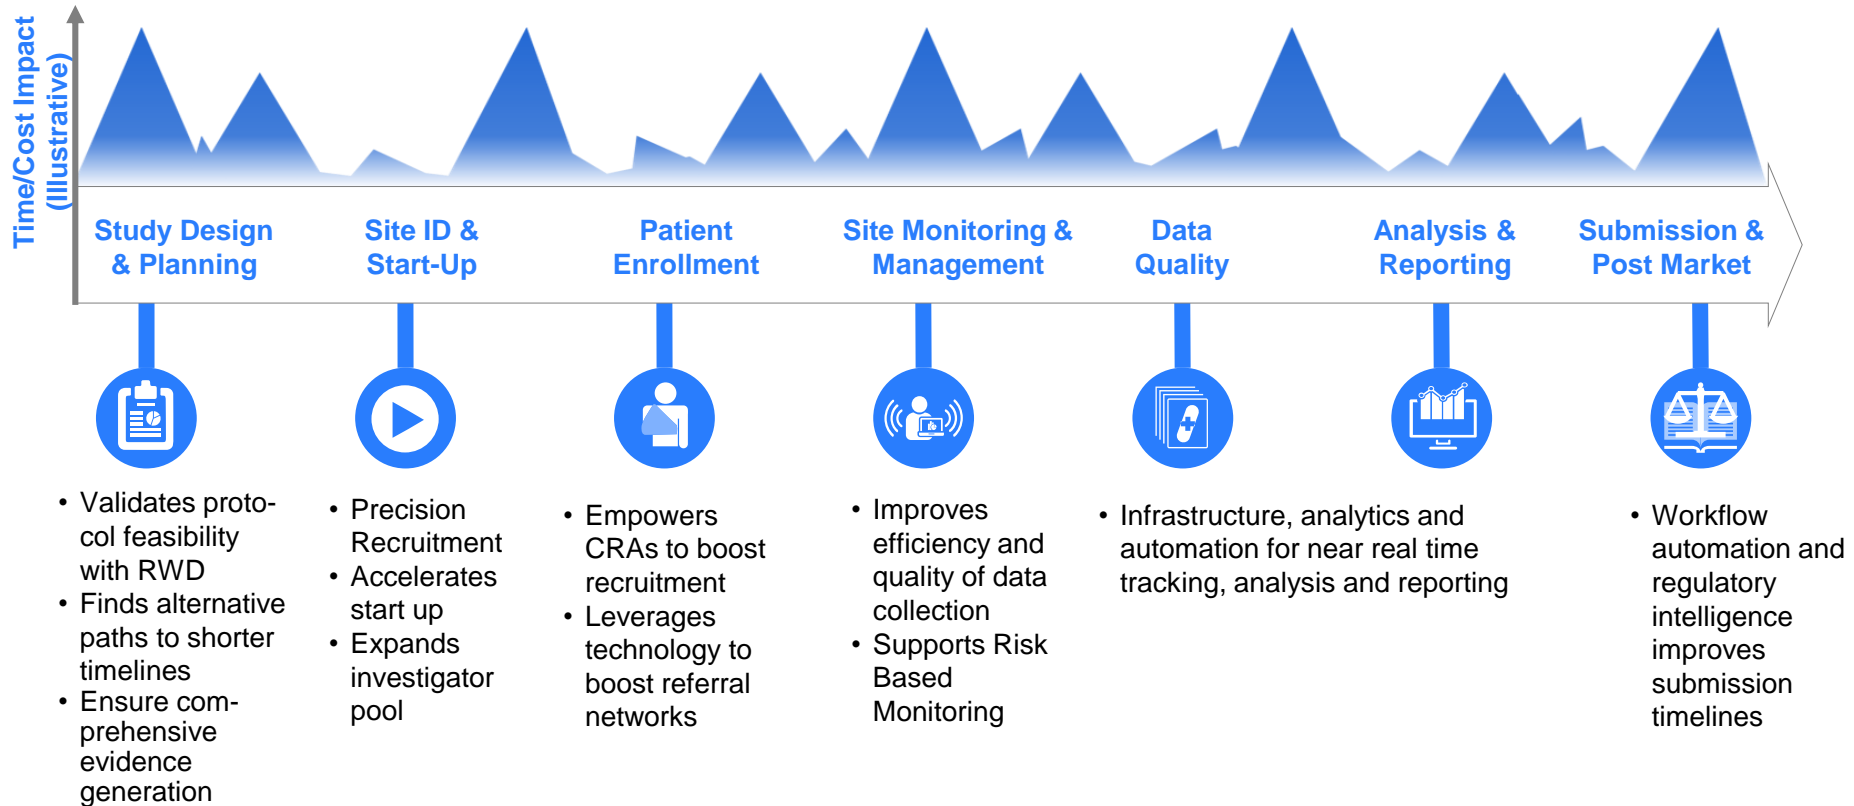 Time/Cost Impact
(Illustrative)
Study Design
& Planning
Site ID &
Start-Up
Patient
Enrollment
Site Monitoring &
Management
Data
Quality
Analysis &
Reporting
Submission &
Post Market
• Validates proto-
col feasibility
with RWD
• Finds alternative
paths to shorter
timelines
• Ensure com-
prehensive
evidence
generation
• Precision
Recruitment
• Accelerates
start up
• Expands
investigator
pool
• Empowers
CRAs to boost
recruitment
• Leverages
technology to
boost referral
networks
• Improves
efficiency and
quality of data
collection
• Supports Risk
Based
Monitoring
• Infrastructure, analytics and
automation for near real time
tracking, analysis and reporting
• Workflow
automation and
regulatory
intelligence
improves
submission
timelines